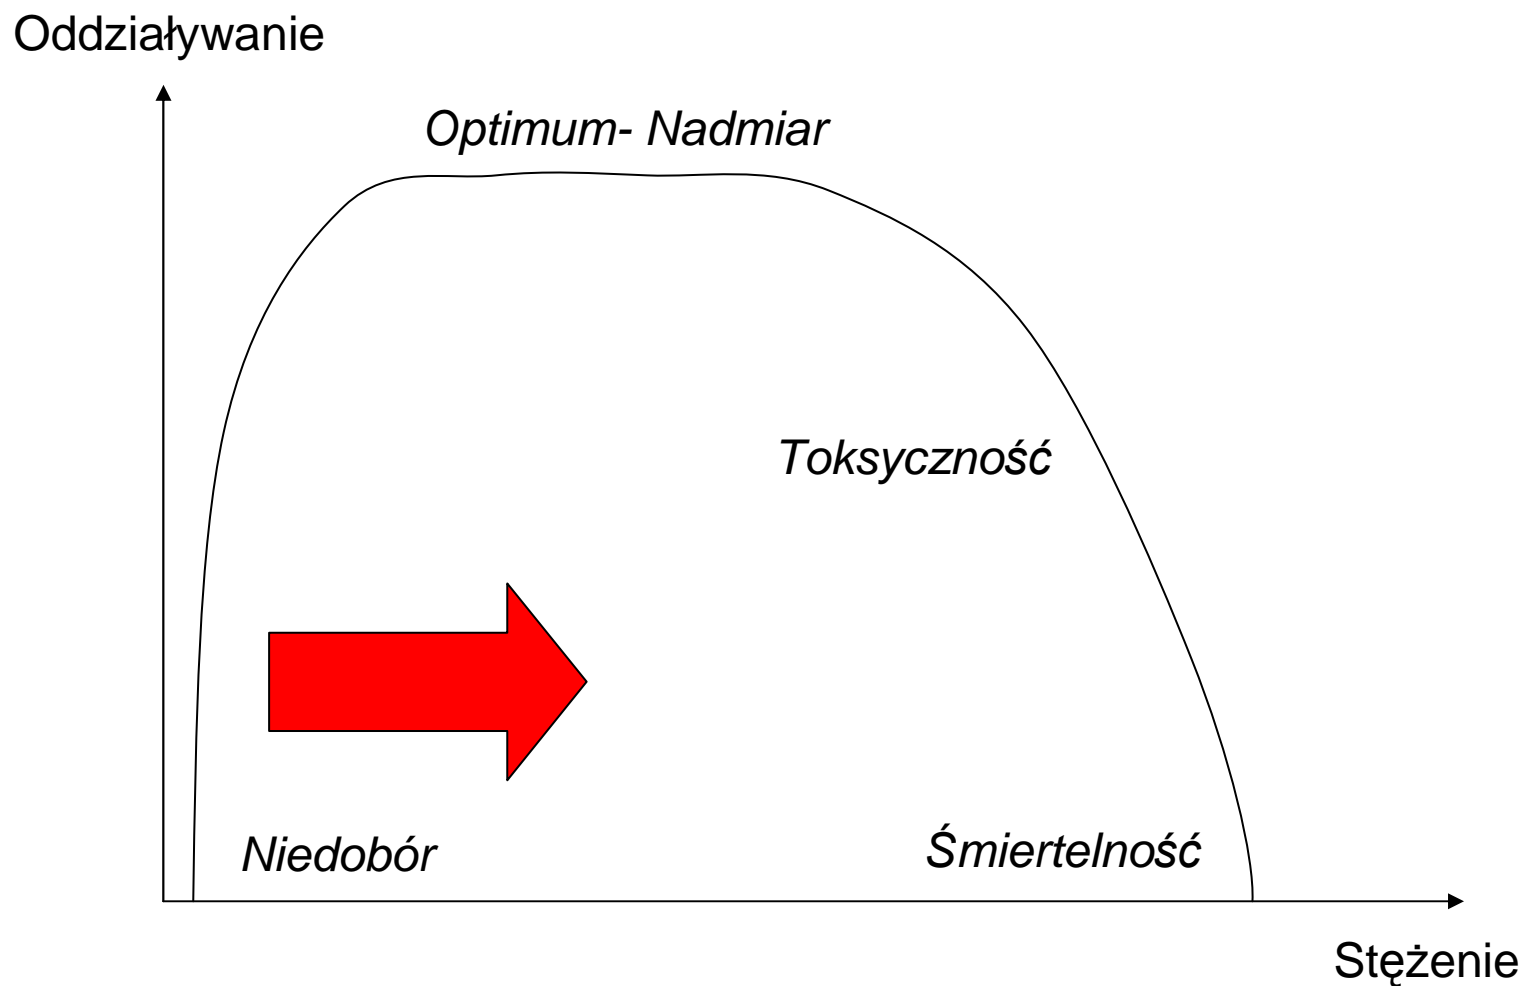 Oddziaływanie
Optimum- Nadmiar
Toksyczność
Niedobór
Śmiertelność
Stężenie